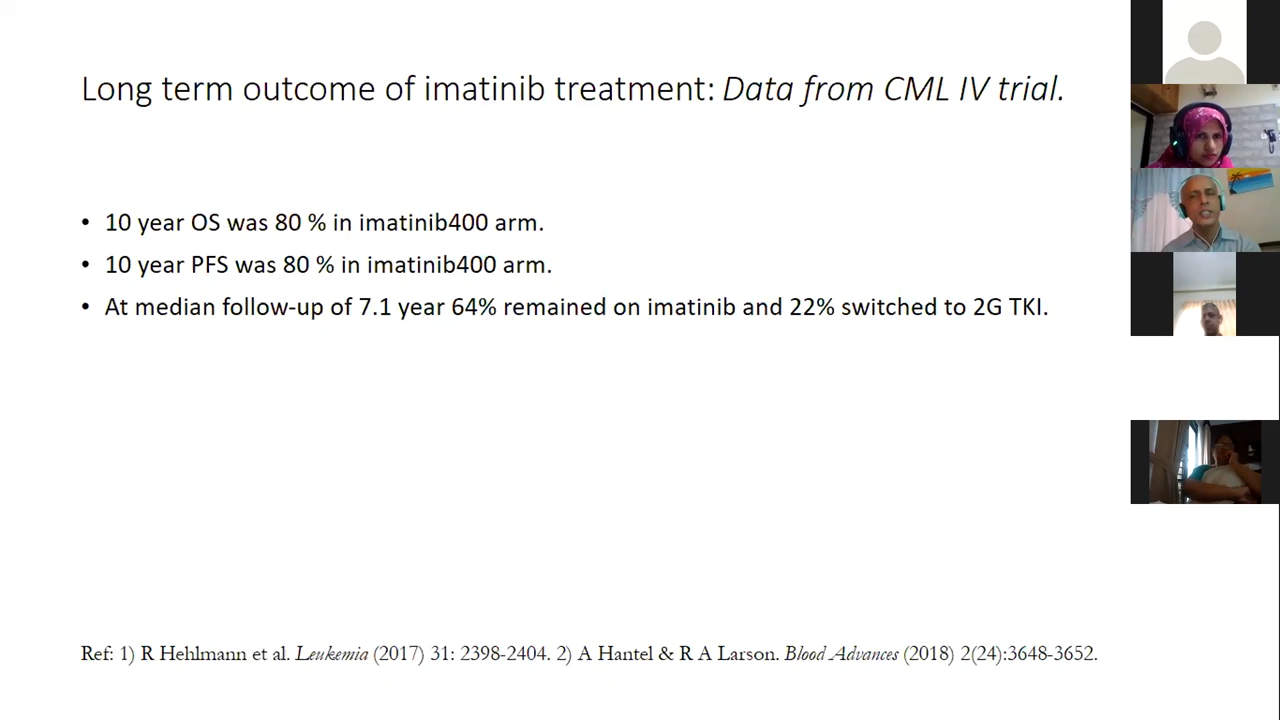 Long term outcome of imatinib treatment: Data from CML IV trial.
• 10 year OS was 80 % in imatinib400 arm.
• 10 year PFS was 80 % in imatinib400 arm.
• At median follow-up of 7.1 year 64% remained on imatinib and 22% switched to 2G TKI.
Ref: 1) R Hehlmann et al. Leukemia (2017) 31: 2398-2404. 2) A Hantel & R A Larson. Blood Advances (2018) 2(24):3648-3652.